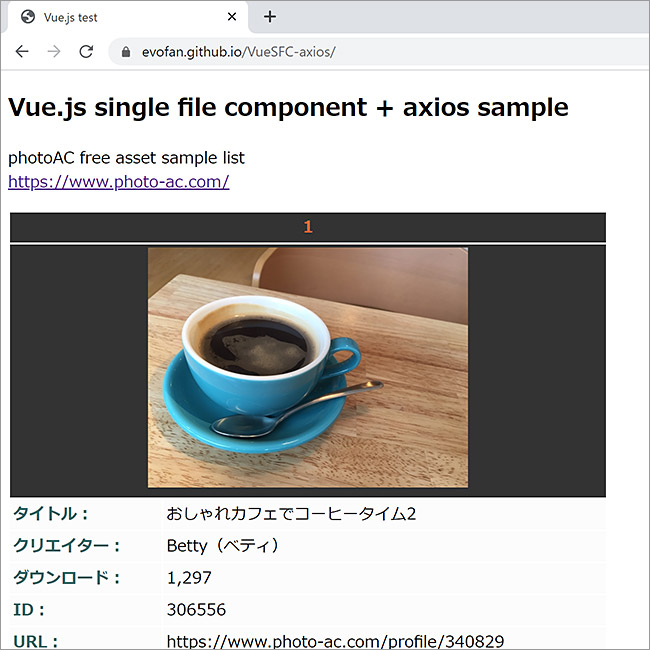 Vue.js test
evofan.github.io/VueSFC-axios/
Vue.js single file component + axios sample
photoAC free asset sample list
https://www.photo-ac.com/
1
タイトル： おしゃれカフェでコーヒータイム2
クリエイター： Betty（ベティ）
ダウンロード： 1,297
ID： 306556
URL： https://www.photo-ac.com/profile/340829